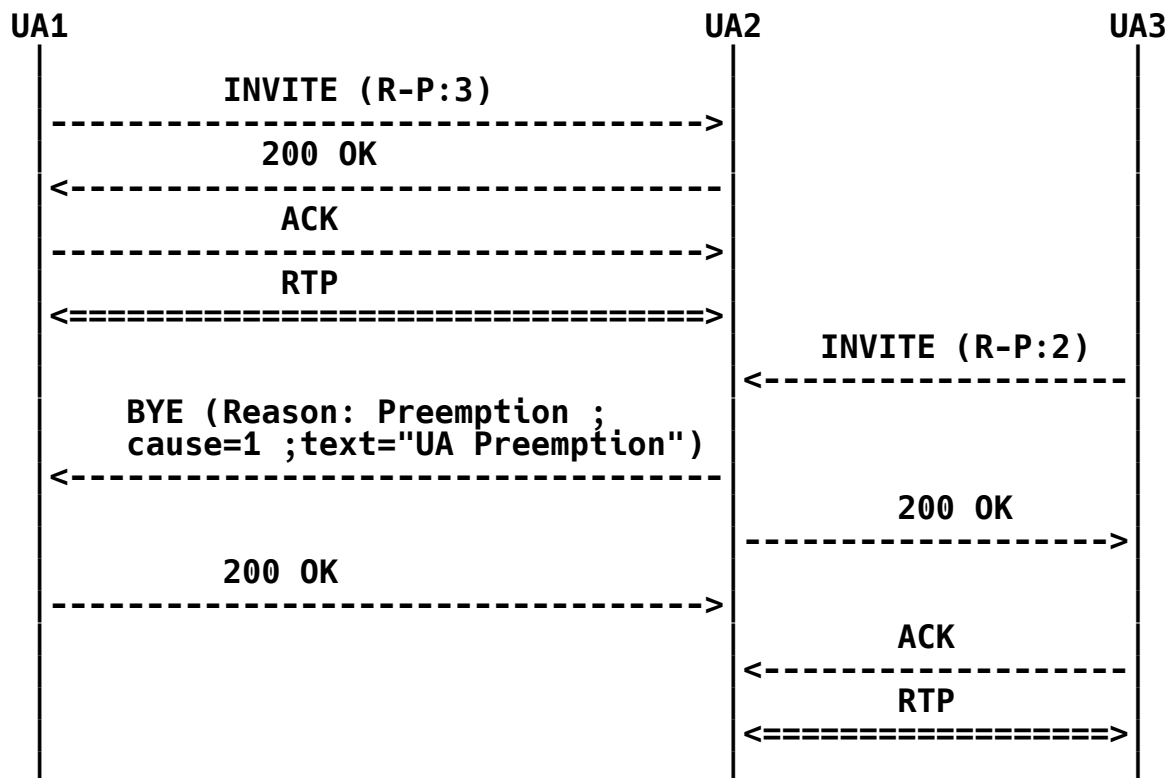 UA1 UA2 UA3
INVITE (R-P:3)
200 OK
ACK
RTP
INVITE (R-P:2)
BYE (Reason: Preemption ;
cause=1 ;text="UA Preemption")
200 OK
200 OK
ACK
RTP